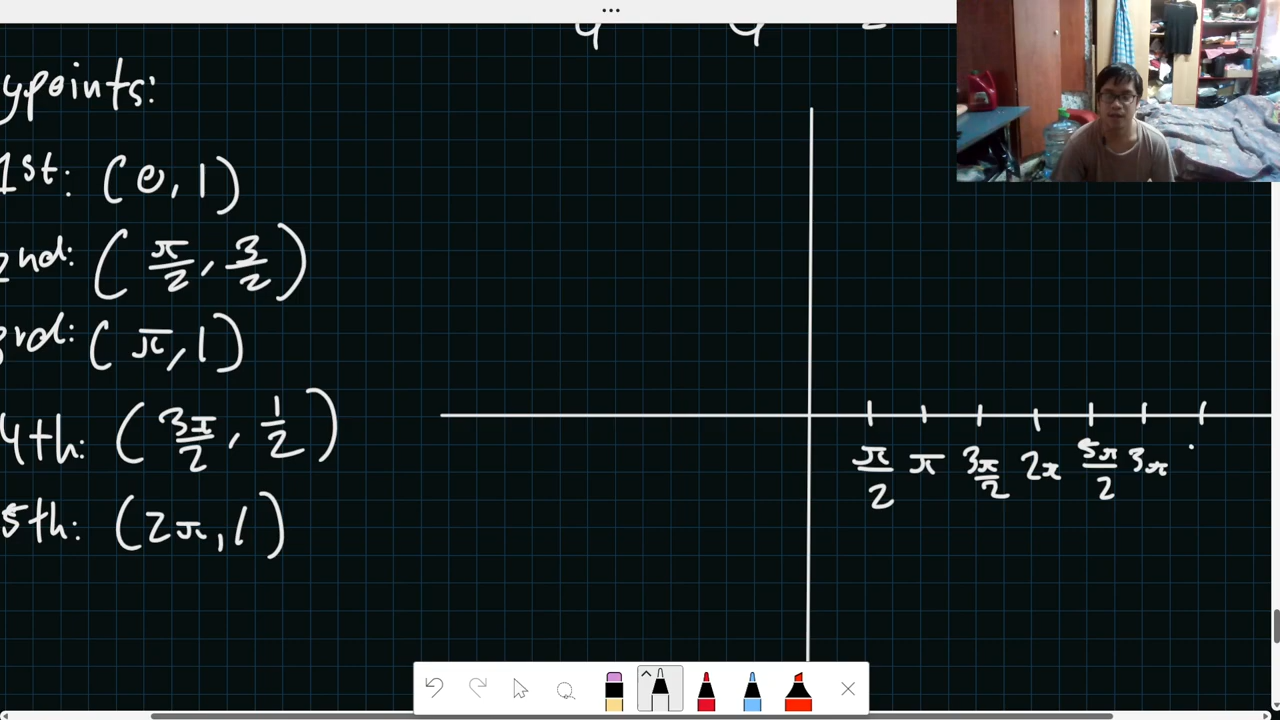 ypoints:
1st: (0, 1)
2nd: (π/2, 3/2)
3rd: (π, 1)
4th: (3π/2, 1/2)
5th: (2π, 1)
π/2 π 3π/2 2π 5π/2 3π